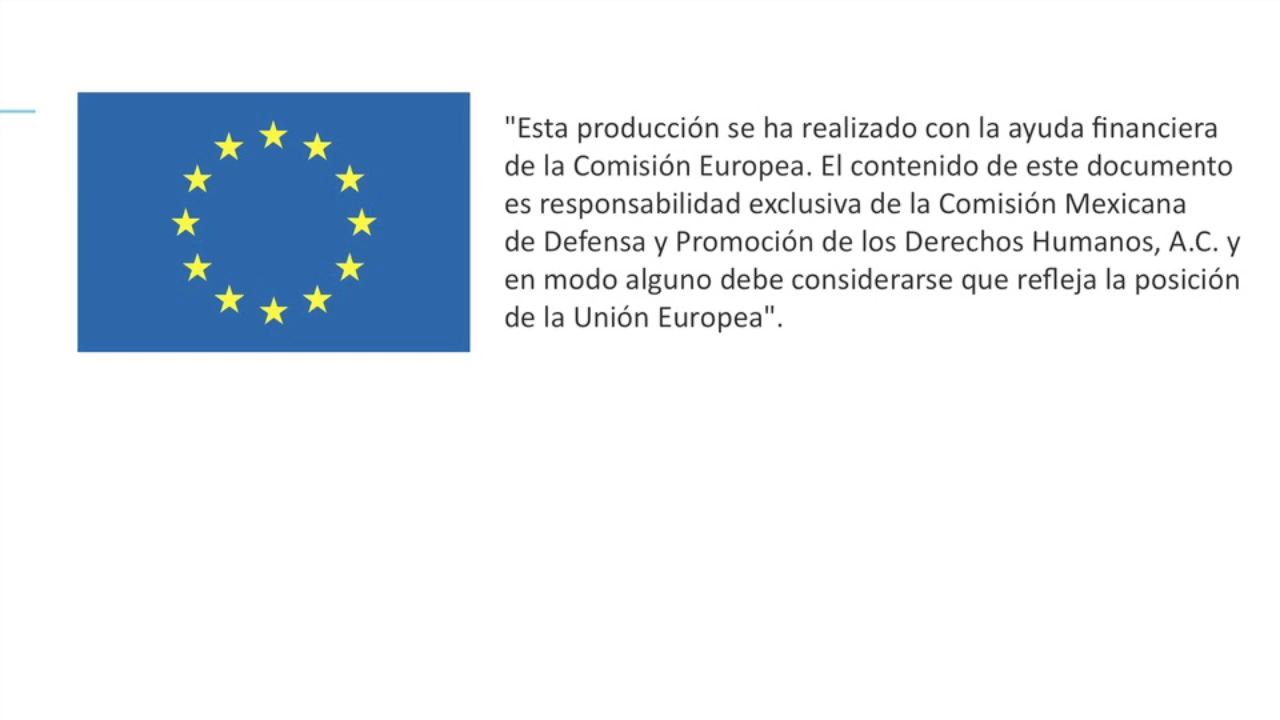 "Esta producción se ha realizado con la ayuda financiera
de la Comisión Europea. El contenido de este documento
es responsabilidad exclusiva de la Comisión Mexicana
de Defensa y Promoción de los Derechos Humanos, A.C. y
en modo alguno debe considerarse que refleja la posición
de la Unión Europea".